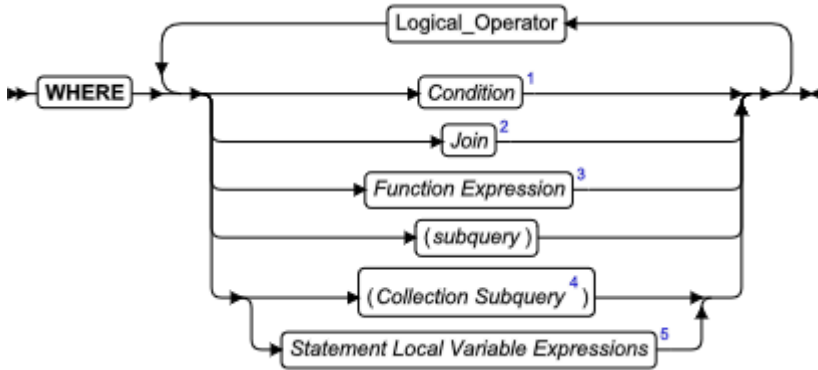 Logical_Operator
WHERE Condition 1
Join 2
Function Expression 3
(subquery)
(Collection Subquery 4)
Statement Local Variable Expressions 5